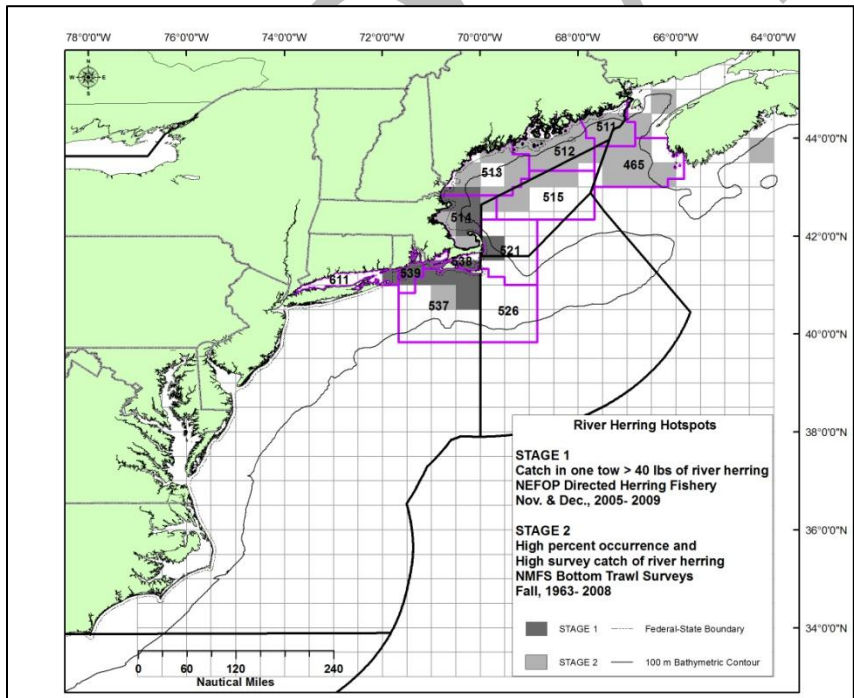 78°0'0"W 76°0'0"W 74°0'0"W 72°0'0"W 70°0'0"W 68°0'0"W 66°0'0"W 64°0'0"W
N
W E
S
44°0'0"N
42°0'0"N
40°0'0"N
38°0'0"N
36°0'0"N
34°0'0"N
511
512
465
513
515
514
521
538
539
611
537
526
River Herring Hotspots
STAGE 1
Catch in one tow > 40 lbs of river herring
NEFOP Directed Herring Fishery
Nov. & Dec., 2005- 2009
STAGE 2
High percent occurrence and
High survey catch of river herring
NMFS Bottom Trawl Surveys
Fall, 1963- 2008
STAGE 1 Federal-State Boundary
STAGE 2 100 m Bathymetric Contour
0 30 60 120 180 240
Nautical Miles